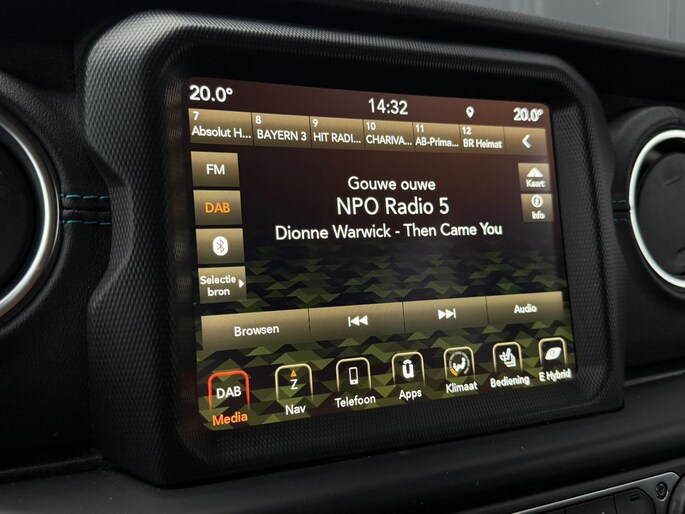 20.0° 14:32 20.0°
7 8 9 10 11 12
Absolut H... BAYERN 3 HIT RADI... CHARIVA... AB-Prima... BR Heimat
FM
DAB
Selectie
bron
Kaart
Info
Gouwe ouwe
NPO Radio 5
Dionne Warwick - Then Came You
Browsen Audio
DAB Z ü
Media Nav Telefoon Apps Klimaat Bediening E Hybrid